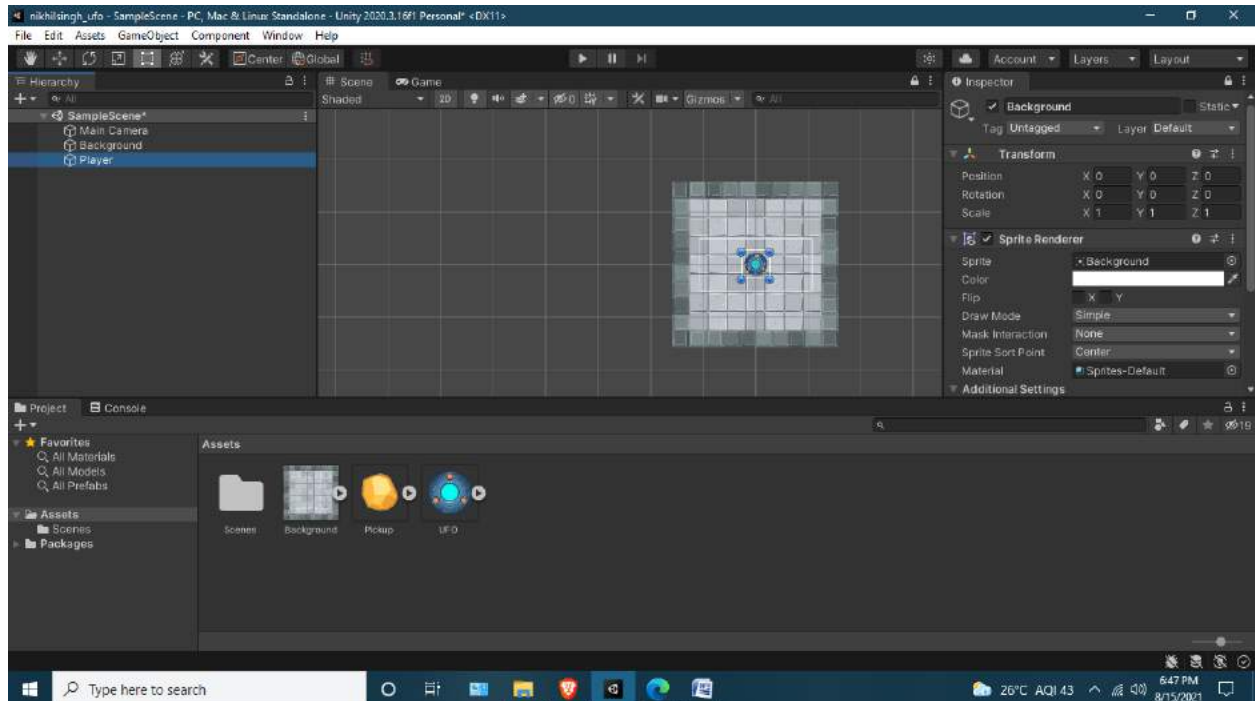 nikhilsingh_ufo - SampleScene - PC, Mac & Linux Standalone - Unity 2020.3.16f1 Personal* <DX11>
File Edit Assets GameObject Component Window Help
Center Global
Account Layers Layout
Hierarchy
All
SampleScene*
Main Camera
Background
Player
Scene Game
Shaded 2D 0 Gizmos All
Inspector
Background Static
Tag Untagged Layer Default
Transform
Position X 0 Y 0 Z 0
Rotation X 0 Y 0 Z 0
Scale X 1 Y 1 Z 1
Sprite Renderer
Sprite Background
Color
Flip X Y
Draw Mode Simple
Mask Interaction None
Sprite Sort Point Center
Material Sprites-Default
Additional Settings
Project Console
19
Favorites
All Materials
All Models
All Prefabs
Assets
Scenes
Packages
Assets
Scenes Background Pickup UFO
Type here to search
26°C AQI 43
6:47 PM
8/15/2021